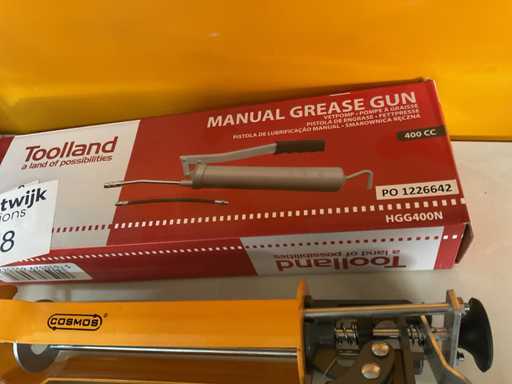 MANUAL GREASE GUN
VETPOMP - POMPE À GRAISSE
PISTOLA DE ENGRASE - FETTPRESSE
PISTOLA DE LUBRIFICAÇÃO MANUAL - SMAROWNICA RĘCZNA
400 CC
Toolland
a land of possibilities
PO 1226642
HGG400N
twijk
ions
8
Toolland
a land of possibilities
COSMOS